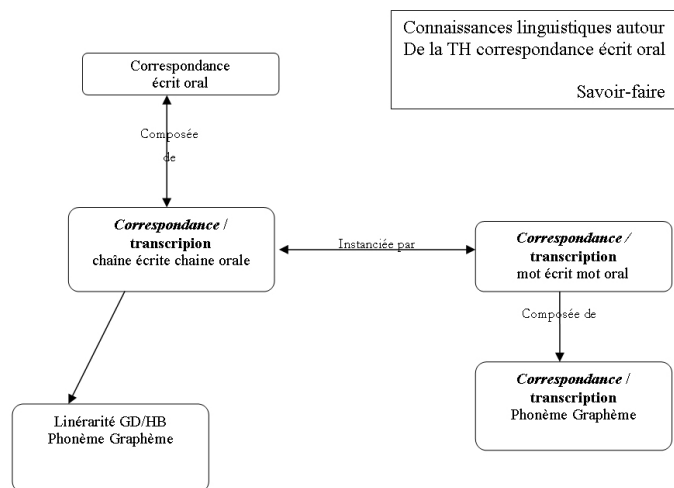 Connaissances linguistiques autour
De la TH correspondance écrit oral
Savoir-faire
Correspondance
écrit oral
Composée
de
Correspondance /
transcripion
chaîne écrite chaine orale
Instanciée par
Correspondance /
transcription
mot écrit mot oral
Composée de
Correspondance /
transcription
Phonème Graphème
Linérarité GD/HB
Phonème Graphème